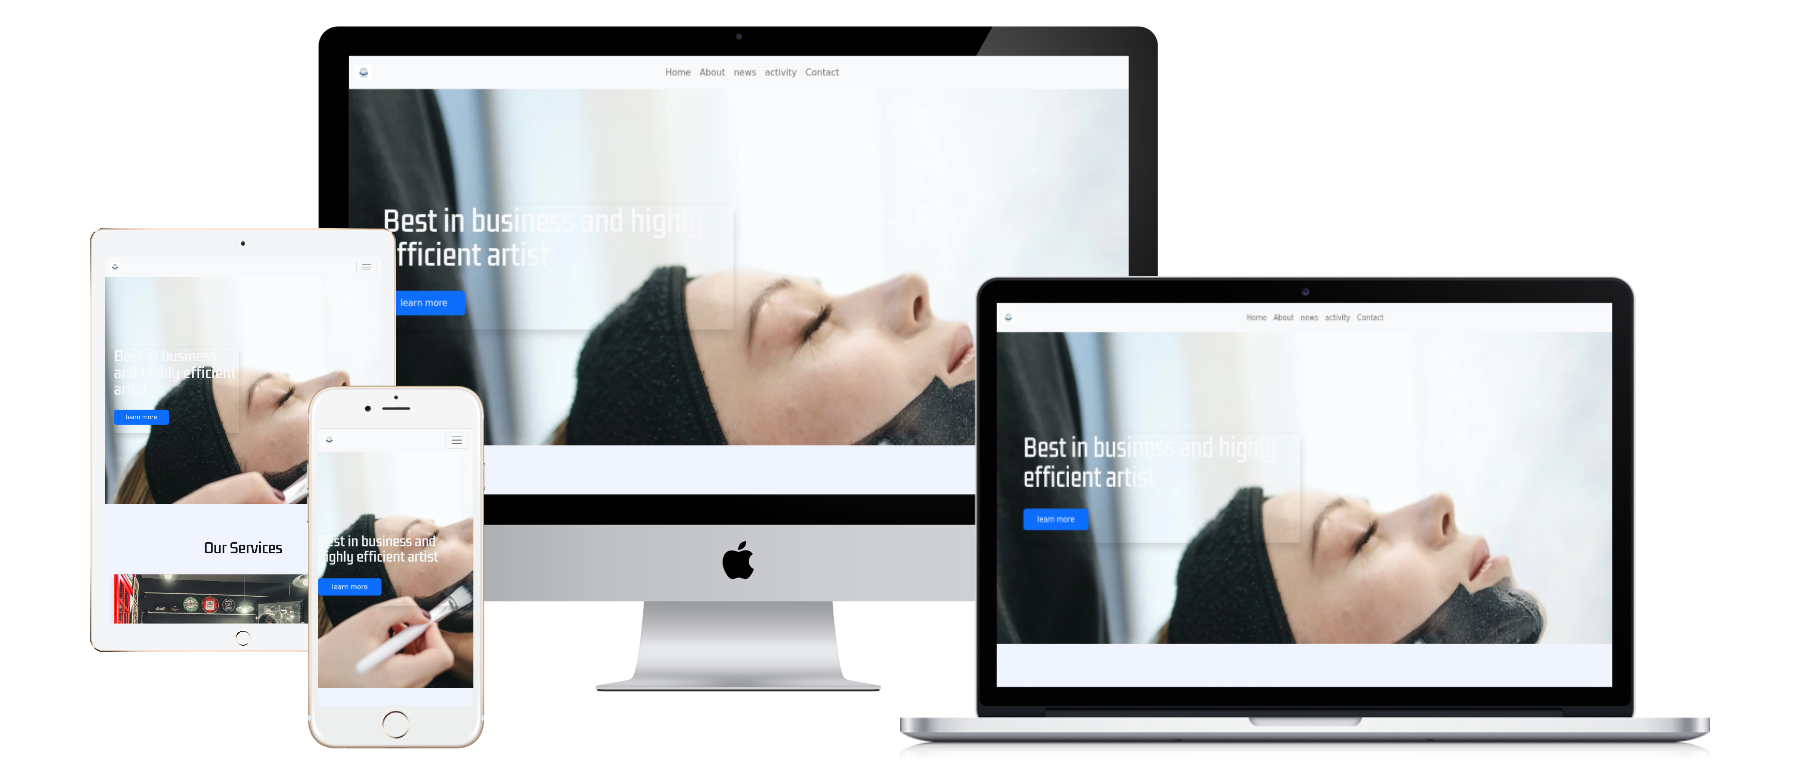 Home About news activity Contact
Best in business and highly
efficient artist
learn more
Best in business
and highly efficient
artist
learn more
Our Services
Best in business and
highly efficient artist
learn more
Home About news activity Contact
Best in business and highly
efficient artist
learn more